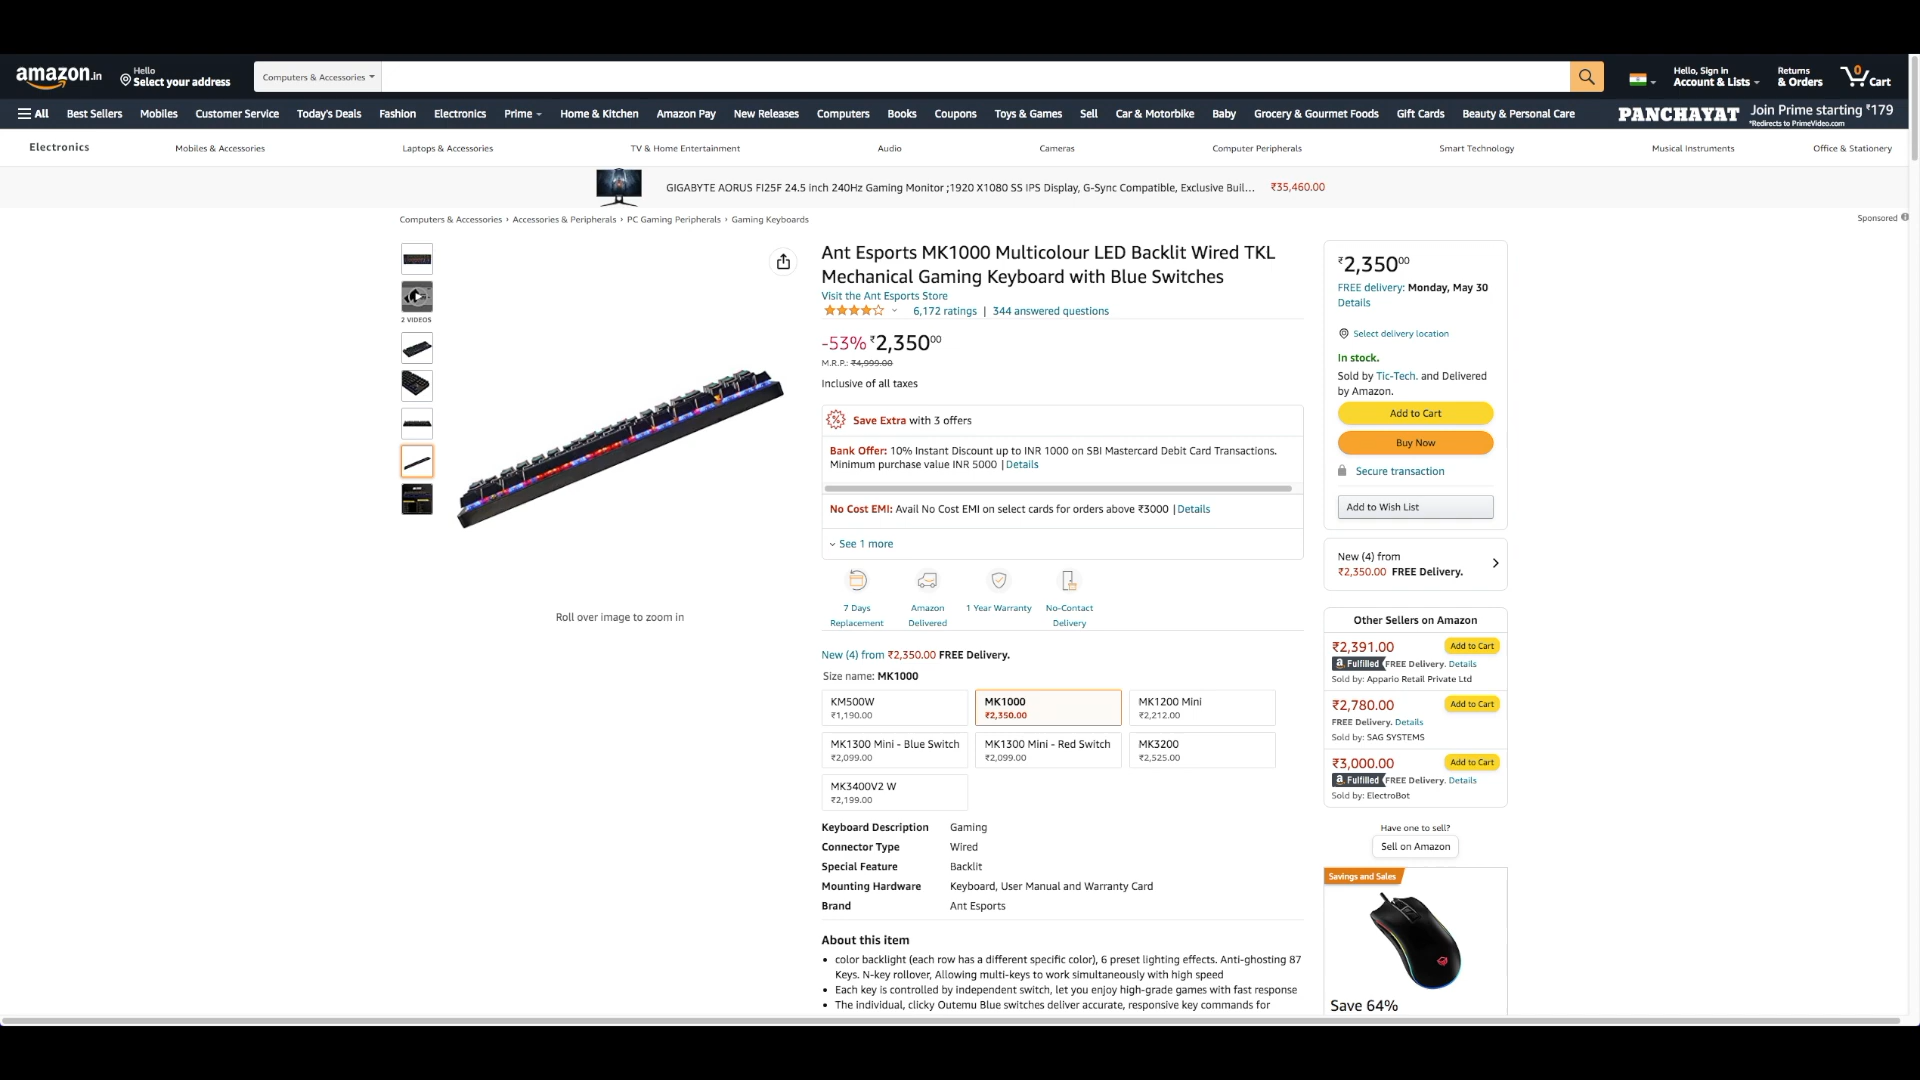 amazon.in
Hello
Select your address
Computers & Accessories
Hello, Sign in
Account & Lists
Returns
& Orders
0
Cart
All
Best Sellers
Mobiles
Customer Service
Today's Deals
Fashion
Electronics
Prime
Home & Kitchen
Amazon Pay
New Releases
Computers
Books
Coupons
Toys & Games
Sell
Car & Motorbike
Baby
Grocery & Gourmet Foods
Gift Cards
Beauty & Personal Care
PANCHAYAT
Join Prime starting ₹179
*Redirects to PrimeVideo.com
Electronics
Mobiles & Accessories
Laptops & Accessories
TV & Home Entertainment
Audio
Cameras
Computer Peripherals
Smart Technology
Musical Instruments
Office & Stationery
GIGABYTE AORUS FI25F 24.5 inch 240Hz Gaming Monitor ;1920 X1080 SS IPS Display, G-Sync Compatible, Exclusive Buil... ₹35,460.00
Computers & Accessories › Accessories & Peripherals › PC Gaming Peripherals › Gaming Keyboards
Sponsored
2 VIDEOS
Roll over image to zoom in
Ant Esports MK1000 Multicolour LED Backlit Wired TKL
Mechanical Gaming Keyboard with Blue Switches
Visit the Ant Esports Store
6,172 ratings | 344 answered questions
-53% ₹2,350.00
M.R.P.: ₹4,999.00
Inclusive of all taxes
Save Extra with 3 offers
Bank Offer: 10% Instant Discount up to INR 1000 on SBI Mastercard Debit Card Transactions.
Minimum purchase value INR 5000 | Details
No Cost EMI: Avail No Cost EMI on select cards for orders above ₹3000 | Details
See 1 more
7 Days
Replacement
Amazon
Delivered
1 Year Warranty
No-Contact
Delivery
New (4) from ₹2,350.00 FREE Delivery.
Size name: MK1000
KM500W
₹1,190.00
MK1000
₹2,350.00
MK1200 Mini
₹2,212.00
MK1300 Mini - Blue Switch
₹2,099.00
MK1300 Mini - Red Switch
₹2,099.00
MK3200
₹2,525.00
MK3400V2 W
₹2,199.00
Keyboard Description Gaming
Connector Type Wired
Special Feature Backlit
Mounting Hardware Keyboard, User Manual and Warranty Card
Brand Ant Esports
About this item
• color backlight (each row has a different specific color), 6 preset lighting effects. Anti-ghosting 87
Keys. N-key rollover, Allowing multi-keys to work simultaneously with high speed
• Each key is controlled by independent switch, let you enjoy high-grade games with fast response
• The individual, clicky Outemu Blue switches deliver accurate, responsive key commands for
₹2,350.00
FREE delivery: Monday, May 30
Details
Select delivery location
In stock.
Sold by Tic-Tech. and Delivered
by Amazon.
Add to Cart
Buy Now
Secure transaction
Add to Wish List
New (4) from
₹2,350.00 FREE Delivery.
Other Sellers on Amazon
₹2,391.00
Add to Cart
Fulfilled FREE Delivery. Details
Sold by: Appario Retail Private Ltd
₹2,780.00
Add to Cart
FREE Delivery. Details
Sold by: SAG SYSTEMS
₹3,000.00
Add to Cart
Fulfilled FREE Delivery. Details
Sold by: ElectroBot
Have one to sell?
Sell on Amazon
Savings and Sales
Save 64%